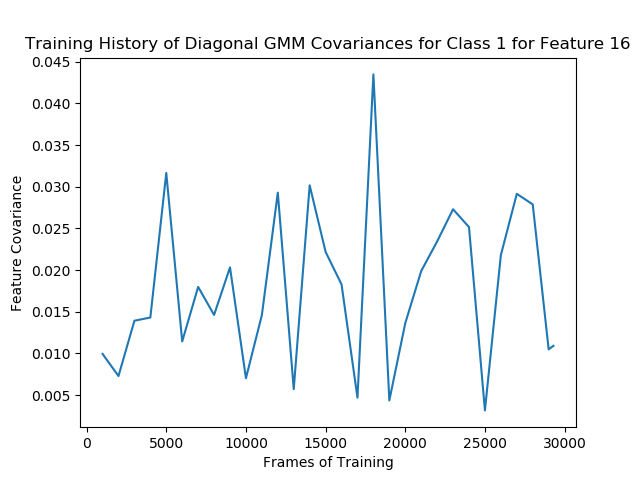 Training History of Diagonal GMM Covariances for Class 1 for Feature 16
0.045
0.040
0.035
0.030
0.025
0.020
0.015
0.010
0.005
Feature Covariance
0 5000 10000 15000 20000 25000 30000
Frames of Training